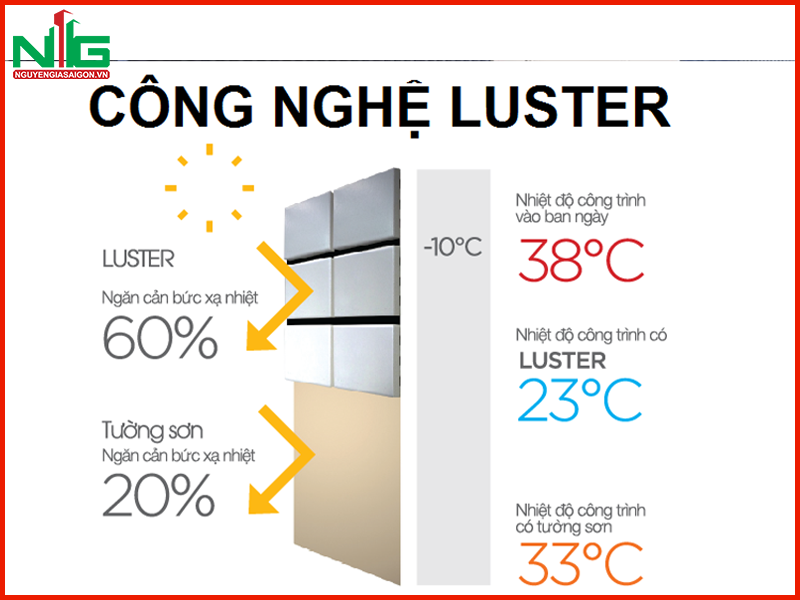 NTG
NGUYENGIASAIGON.VN
CÔNG NGHỆ LUSTER
LUSTER
Ngăn cản bức xạ nhiệt
60%
Tường sơn
Ngăn cản bức xạ nhiệt
20%
-10°C
Nhiệt độ công trình
vào ban ngày
38°C
Nhiệt độ công trình có
LUSTER
23°C
Nhiệt độ công trình
có tường sơn
33°C